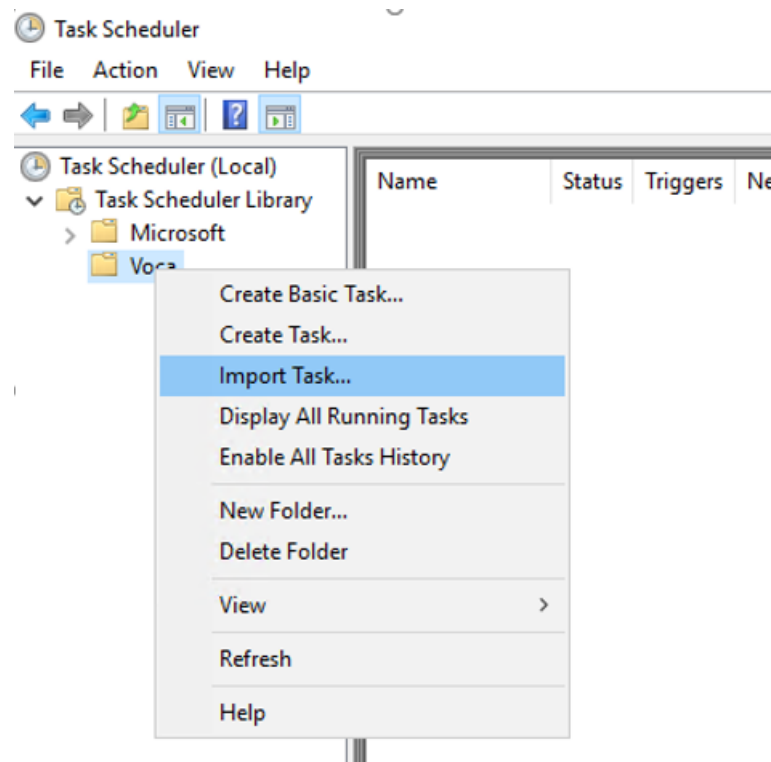 Task Scheduler
File Action View Help
Task Scheduler (Local)
Task Scheduler Library
Microsoft
Voca
Name Status Triggers Ne
Create Basic Task...
Create Task...
Import Task...
Display All Running Tasks
Enable All Tasks History
New Folder...
Delete Folder
View
Refresh
Help